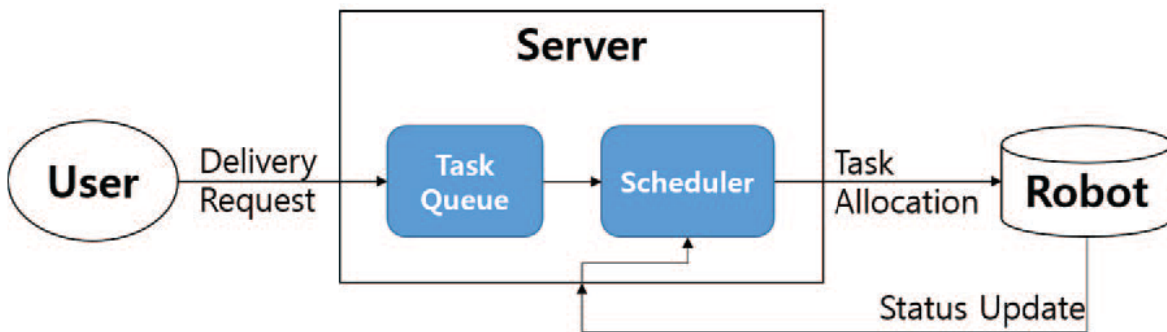 Server
User
Delivery
Request
Task
Queue
Scheduler
Task
Allocation
Robot
Status Update